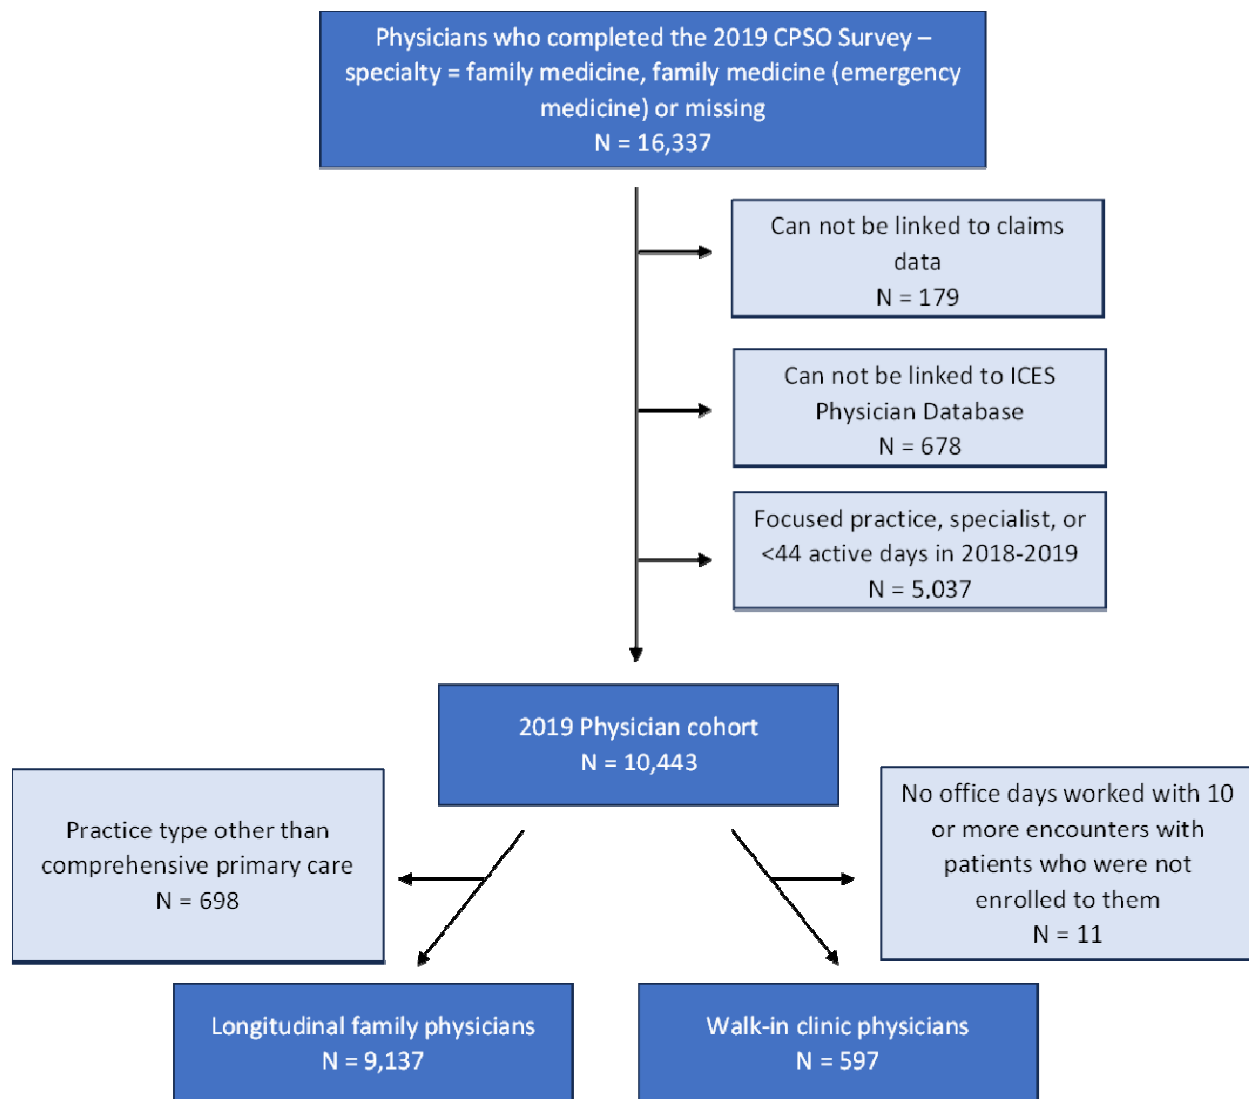 Physicians who completed the 2019 CPSO Survey –
specialty = family medicine, family medicine (emergency
medicine) or missing
N = 16,337
Can not be linked to claims
data
N = 179
Can not be linked to ICES
Physician Database
N = 678
Focused practice, specialist, or
<44 active days in 2018-2019
N = 5,037
2019 Physician cohort
N = 10,443
Practice type other than
comprehensive primary care
N = 698
No office days worked with 10
or more encounters with
patients who were not
enrolled to them
N = 11
Longitudinal family physicians
N = 9,137
Walk-in clinic physicians
N = 597